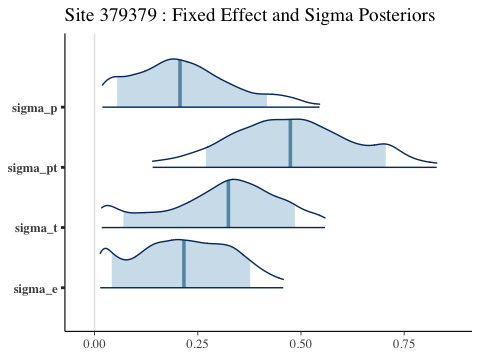 Site 379379 : Fixed Effect and Sigma Posteriors
sigma_p
sigma_pt
sigma_t
sigma_e
0.00 0.25 0.50 0.75